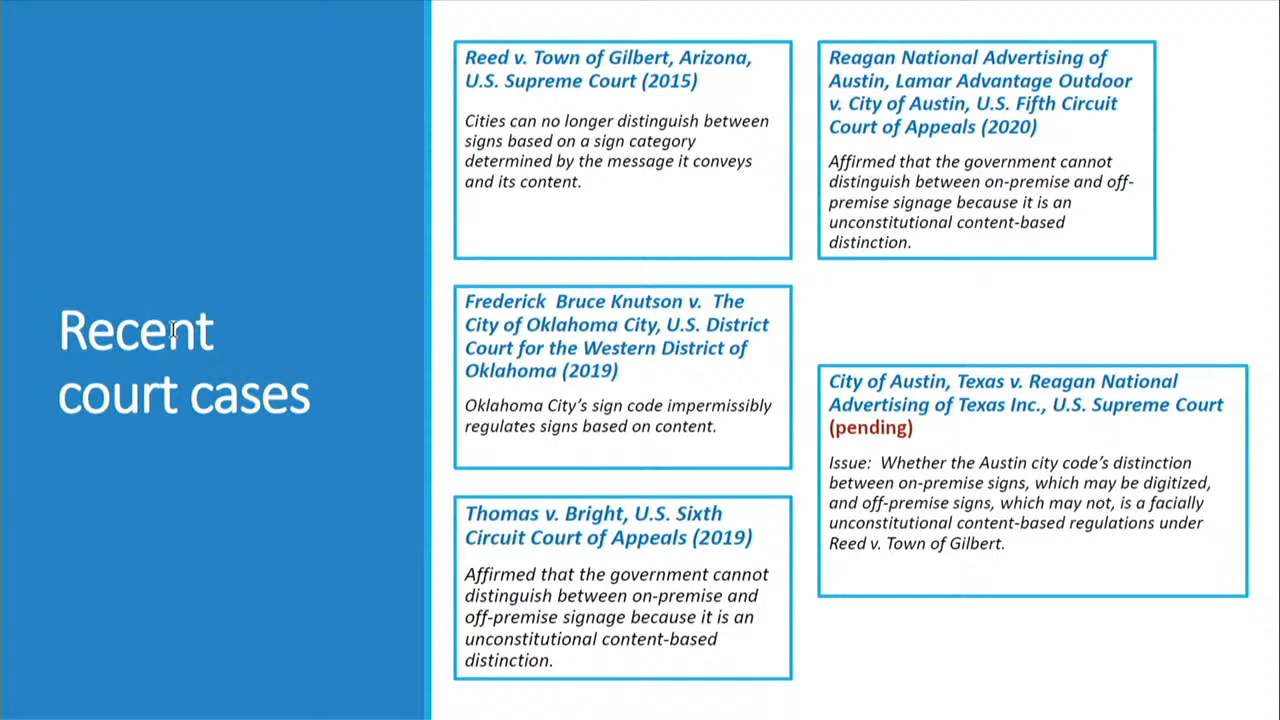 Recent
court cases
Reed v. Town of Gilbert, Arizona,
U.S. Supreme Court (2015)
Cities can no longer distinguish between
signs based on a sign category
determined by the message it conveys
and its content.
Frederick Bruce Knutson v. The
City of Oklahoma City, U.S. District
Court for the Western District of
Oklahoma (2019)
Oklahoma City's sign code impermissibly
regulates signs based on content.
Thomas v. Bright, U.S. Sixth
Circuit Court of Appeals (2019)
Affirmed that the government cannot
distinguish between on-premise and
off-premise signage because it is an
unconstitutional content-based
distinction.
Reagan National Advertising of
Austin, Lamar Advantage Outdoor
v. City of Austin, U.S. Fifth Circuit
Court of Appeals (2020)
Affirmed that the government cannot
distinguish between on-premise and off-
premise signage because it is an
unconstitutional content-based
distinction.
City of Austin, Texas v. Reagan National
Advertising of Texas Inc., U.S. Supreme Court
(pending)
Issue: Whether the Austin city code's distinction
between on-premise signs, which may be digitized,
and off-premise signs, which may not, is a facially
unconstitutional content-based regulations under
Reed v. Town of Gilbert.